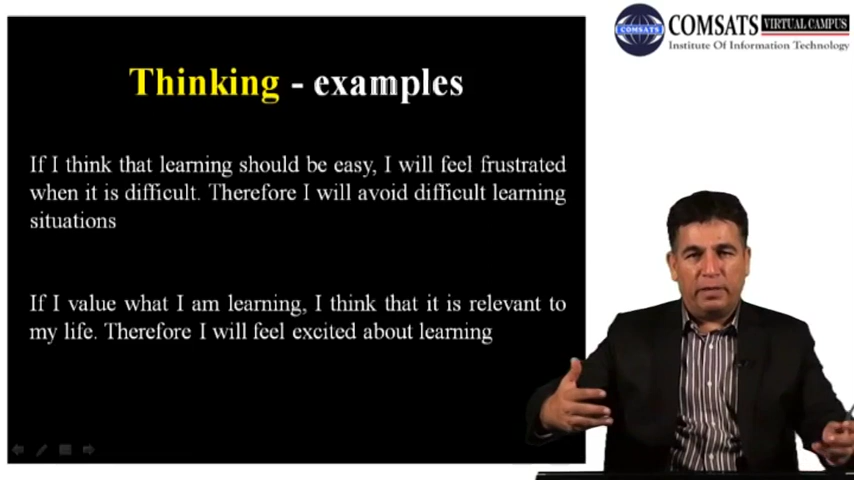 COMSATS VIRTUAL CAMPUS
COMSATS
Institute Of Information Technology
Thinking - examples
If I think that learning should be easy, I will feel frustrated
when it is difficult. Therefore I will avoid difficult learning
situations
If I value what I am learning, I think that it is relevant to
my life. Therefore I will feel excited about learning